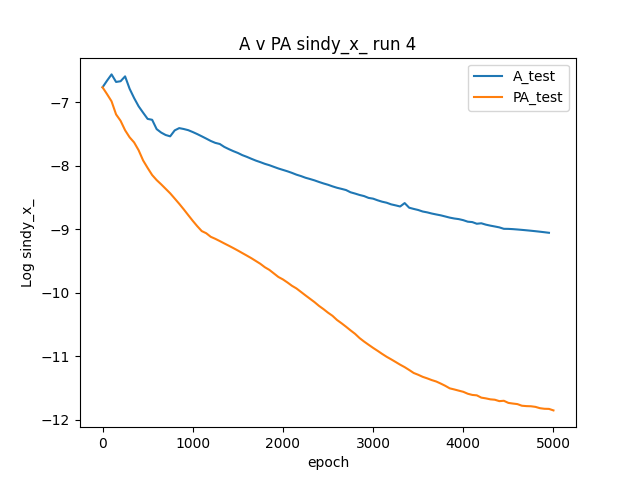 A v PA sindy_x_ run 4
A_test
PA_test
Log sindy_x_
−7
−8
−9
−10
−11
−12
0 1000 2000 3000 4000 5000
epoch